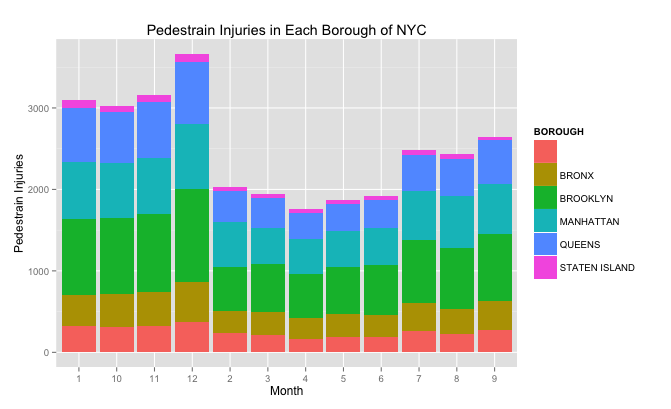 Pedestrain Injuries in Each Borough of NYC
Pedestrain Injuries
3000
2000
1000
0
1 10 11 12 2 3 4 5 6 7 8 9
Month
BOROUGH
BRONX
BROOKLYN
MANHATTAN
QUEENS
STATEN ISLAND